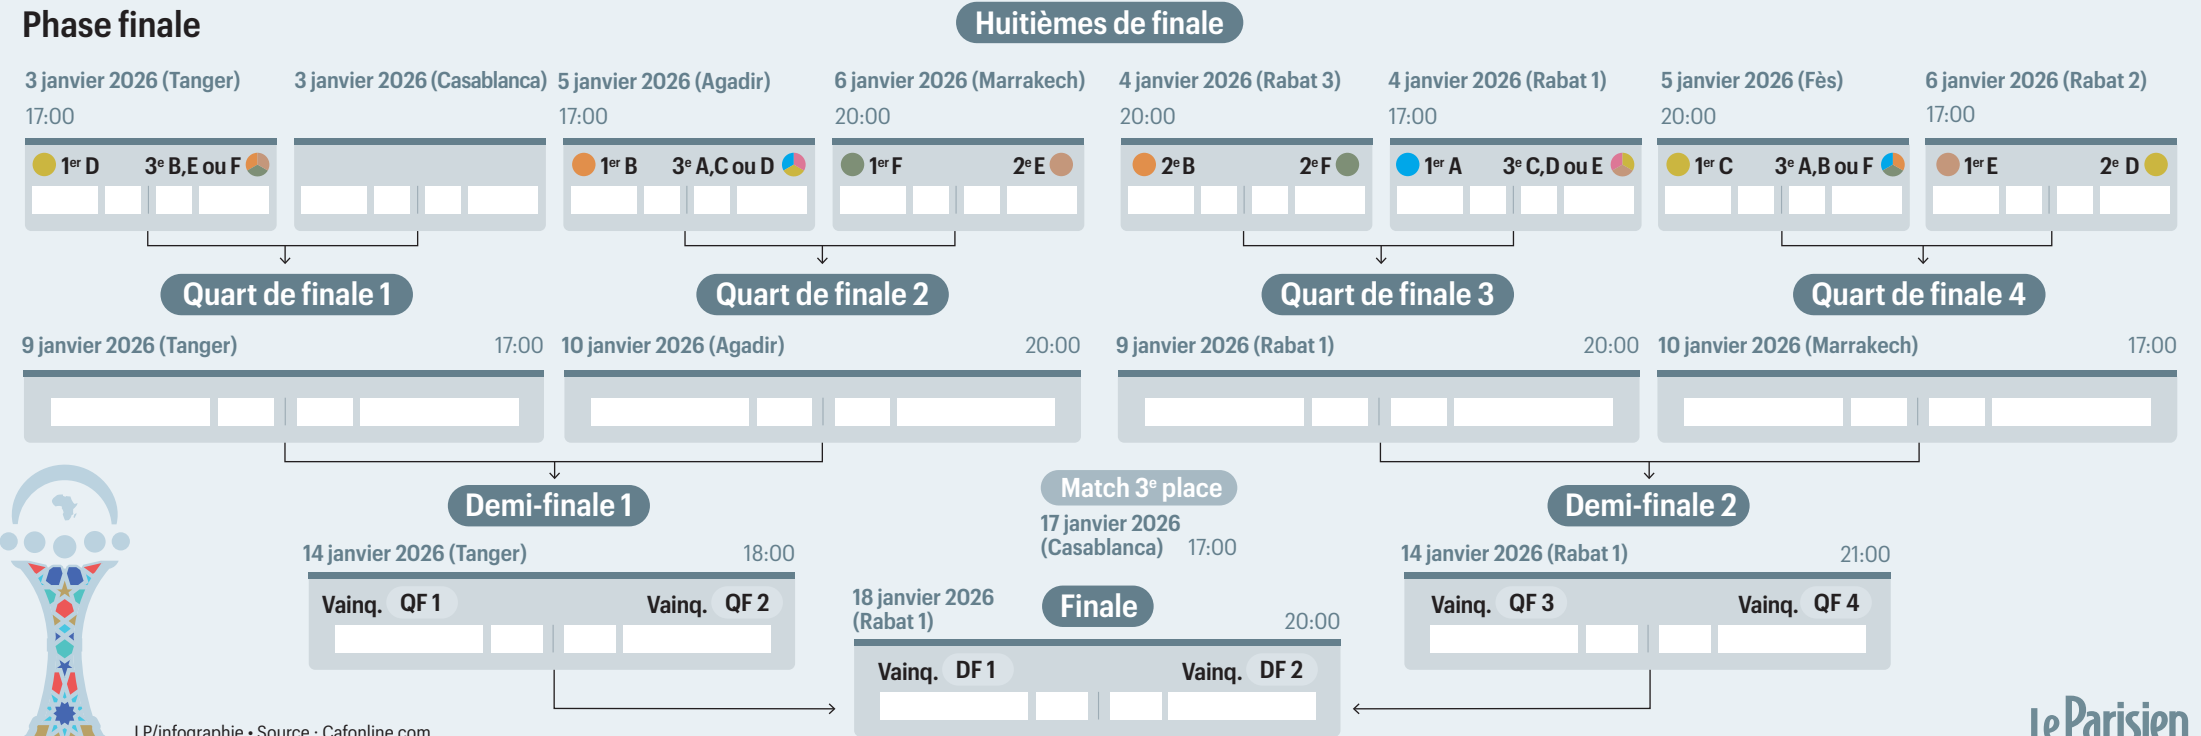 Phase finale
Huitièmes de finale
3 janvier 2026 (Tanger)
17:00
1er D 3e B,E ou F
3 janvier 2026 (Casablanca)
5 janvier 2026 (Agadir)
17:00
1er B 3e A,C ou D
6 janvier 2026 (Marrakech)
20:00
1er F 2e E
4 janvier 2026 (Rabat 3)
20:00
2e B 2e F
4 janvier 2026 (Rabat 1)
17:00
1er A 3e C,D ou E
5 janvier 2026 (Fès)
20:00
1er C 3e A,B ou F
6 janvier 2026 (Rabat 2)
17:00
1er E 2e D
Quart de finale 1
9 janvier 2026 (Tanger) 17:00
Quart de finale 2
10 janvier 2026 (Agadir) 20:00
Quart de finale 3
9 janvier 2026 (Rabat 1) 20:00
Quart de finale 4
10 janvier 2026 (Marrakech) 17:00
Demi-finale 1
14 janvier 2026 (Tanger) 18:00
Vainq. QF 1 Vainq. QF 2
Match 3e place
17 janvier 2026
(Casablanca) 17:00
Demi-finale 2
14 janvier 2026 (Rabat 1) 21:00
Vainq. QF 3 Vainq. QF 4
Finale
18 janvier 2026
(Rabat 1) 20:00
Vainq. DF 1 Vainq. DF 2
LP/infographie • Source : Cafonline.com
Le Parisien